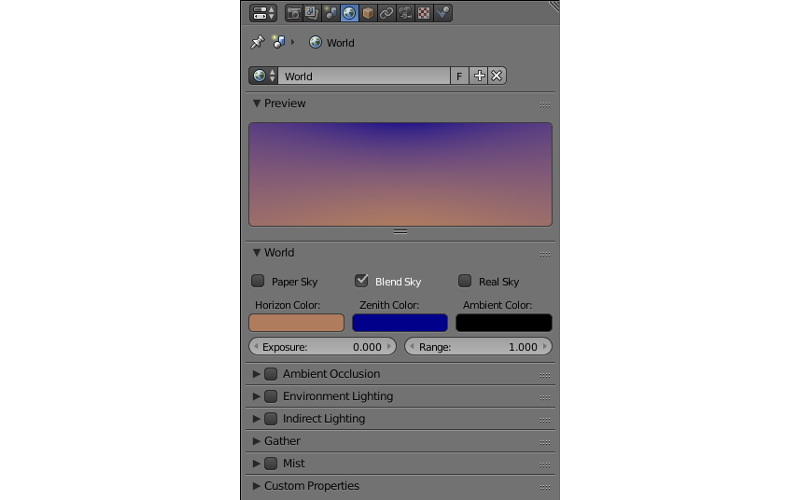 World
World F
Preview
World
Paper Sky Blend Sky Real Sky
Horizon Color: Zenith Color: Ambient Color:
Exposure: 0.000 Range: 1.000
Ambient Occlusion
Environment Lighting
Indirect Lighting
Gather
Mist
Custom Properties